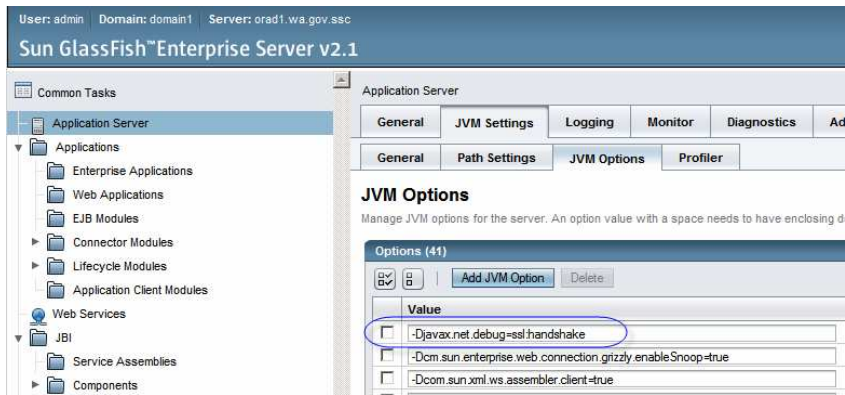 User: admin Domain: domain1 Server: orad1.wa.gov.ssc
Sun GlassFish™ Enterprise Server v2.1
Common Tasks
Application Server
Applications
Enterprise Applications
Web Applications
EJB Modules
Connector Modules
Lifecycle Modules
Application Client Modules
Web Services
JBI
Service Assemblies
Components
Application Server
General JVM Settings Logging Monitor Diagnostics Ad
General Path Settings JVM Options Profiler
JVM Options
Manage JVM options for the server. An option value with a space needs to have enclosing d
Options (41)
Add JVM Option Delete
Value
-Djavax.net.debug=ssl:handshake
-Dcm.sun.enterprise.web.connection.grizzly.enableSnoop=true
-Dcom.sun.xml.ws.assembler.client=true